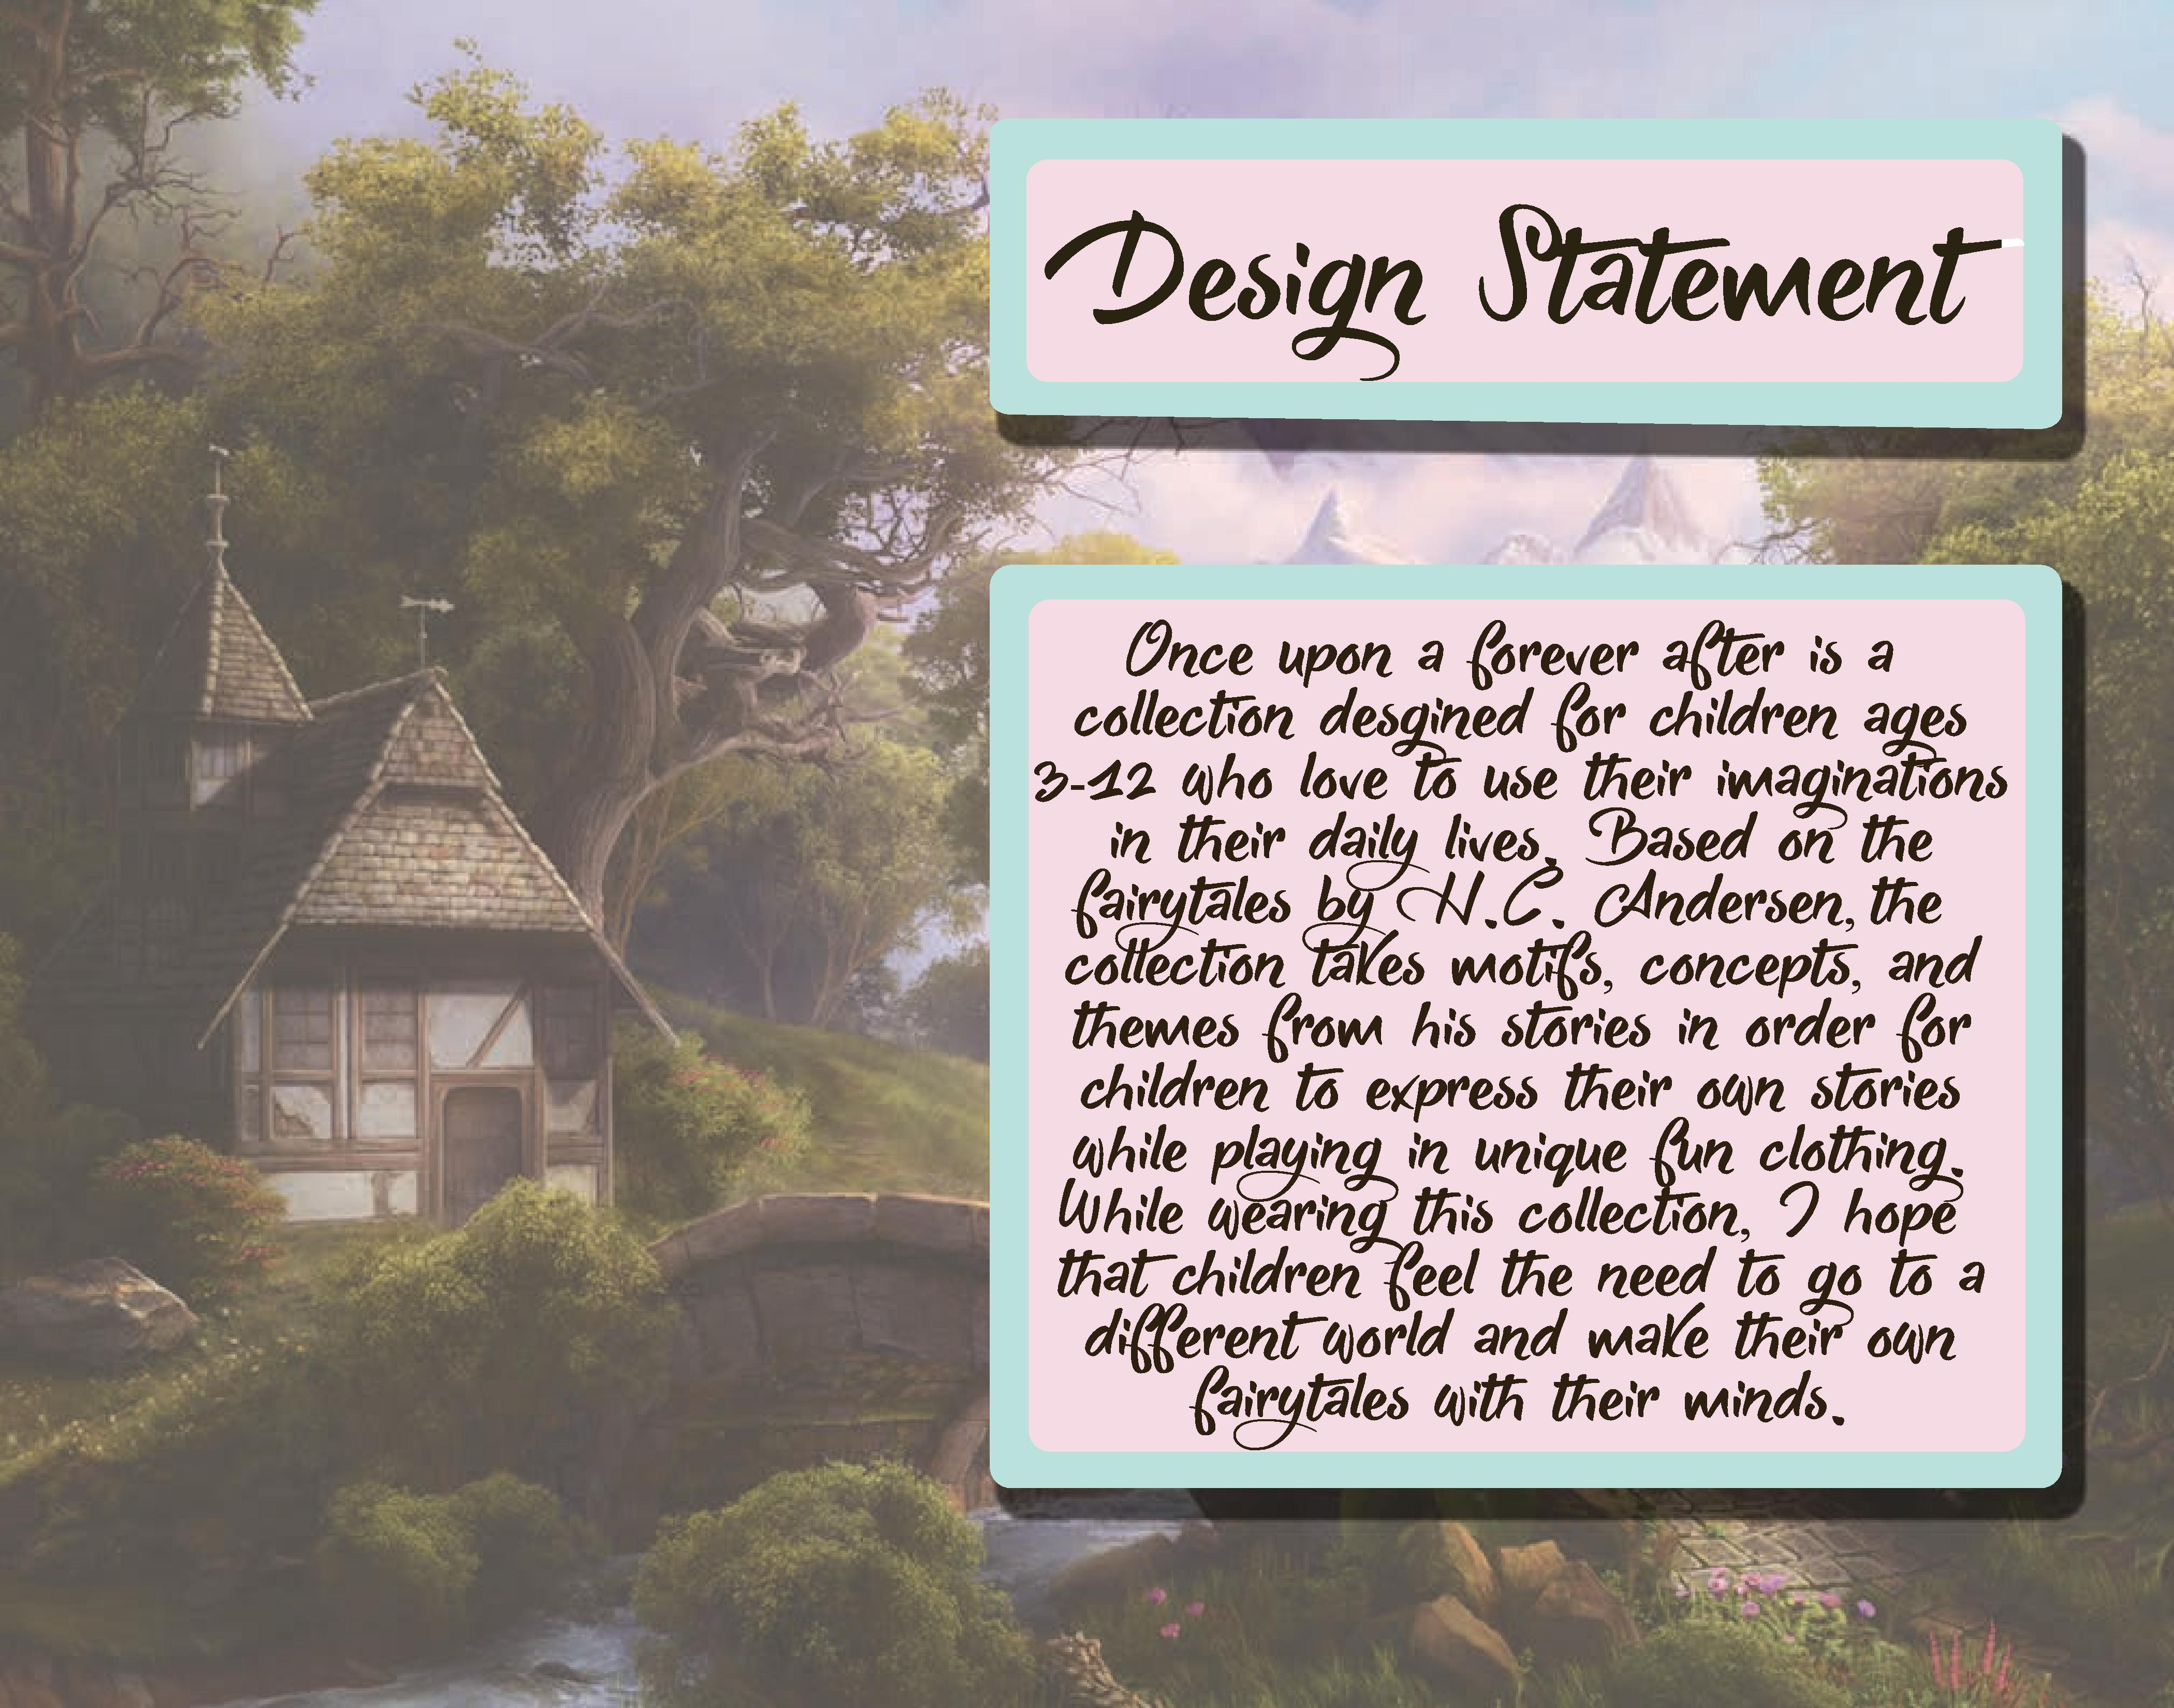 Design Statement
Once upon a forever after is a
collection desgined for children ages
3-12 who love to use their imaginations
in their daily lives. Based on the
fairytales by H.C. Andersen, the
collection takes motifs, concepts, and
themes from his stories in order for
children to express their own stories
while playing in unique fun clothing.
While wearing this collection, I hope
that children feel the need to go to a
different world and make their own
fairytales with their minds.